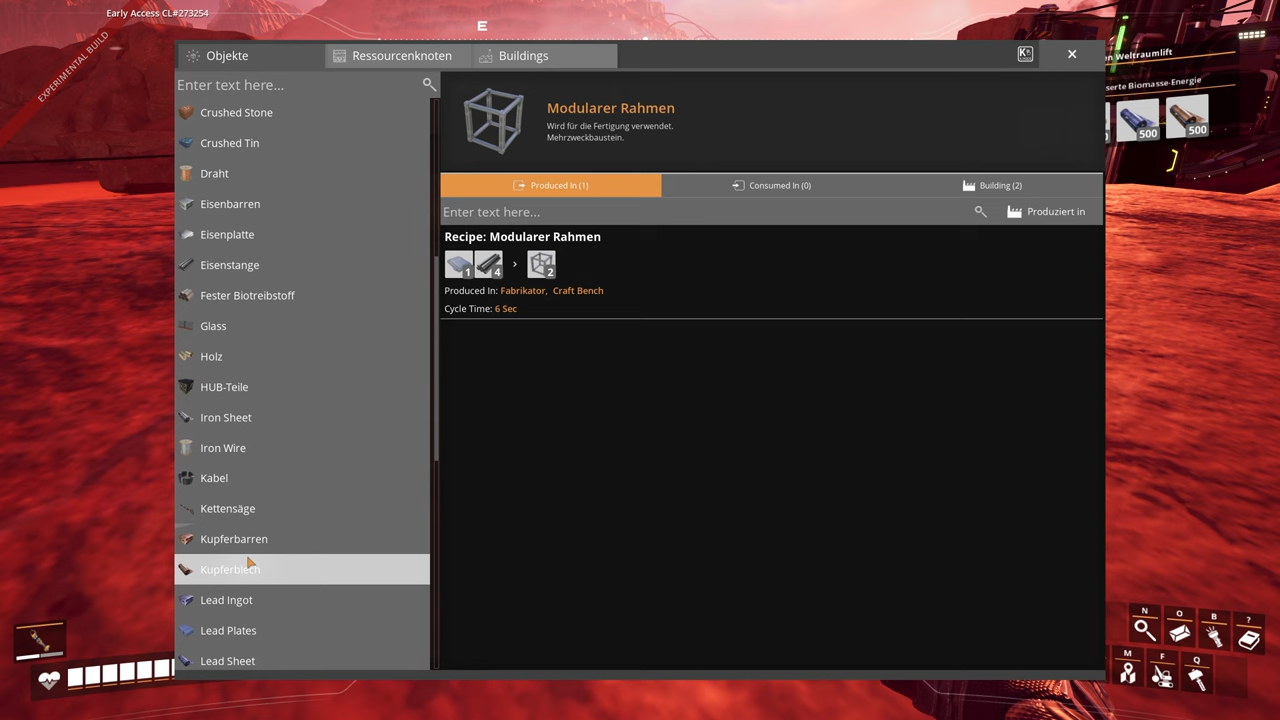 Early Access CL#273254
EXPERIMENTAL BUILD
E
Objekte
Ressourcenknoten
Buildings
Enter text here...
Crushed Stone
Crushed Tin
Draht
Eisenbarren
Eisenplatte
Eisenstange
Fester Biotreibstoff
Glass
Holz
HUB-Teile
Iron Sheet
Iron Wire
Kabel
Kettensäge
Kupferbarren
Kupferblech
Lead Ingot
Lead Plates
Lead Sheet
Modularer Rahmen
Wird für die Fertigung verwendet.
Mehrzweckbaustein.
Produced In (1)
Consumed In (0)
Building (2)
Enter text here...
Produziert in
Recipe: Modularer Rahmen
1 4 › 2
Produced In: Fabrikator, Craft Bench
Cycle Time: 6 Sec
en Weltraumlift
serte Biomasse-Energie
500 500
N O B ?
M F Q